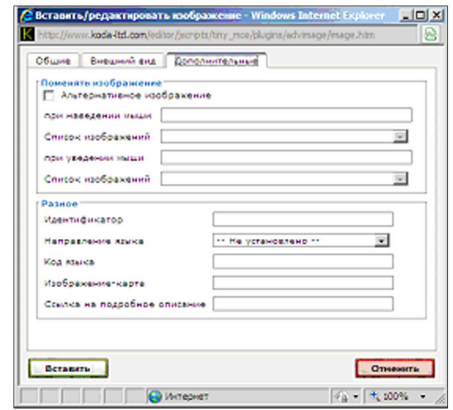 Вставить/редактировать изображение - Windows Internet Explorer
http://www.koda-ltd.com/editor/jscripts/tiny_mce/plugins/advimage/image.htm
Общие Внешний вид Дополнительные
Поменять изображение
Альтернативное изображение
при наведении мыши
Список изображений
при уведении мыши
Список изображений
Разное
Идентификатор
Направление языка -- Не установлено --
Код языка
Изображение-карта
Ссылка на подробное описание
Вставить Отменить
Интернет 100%